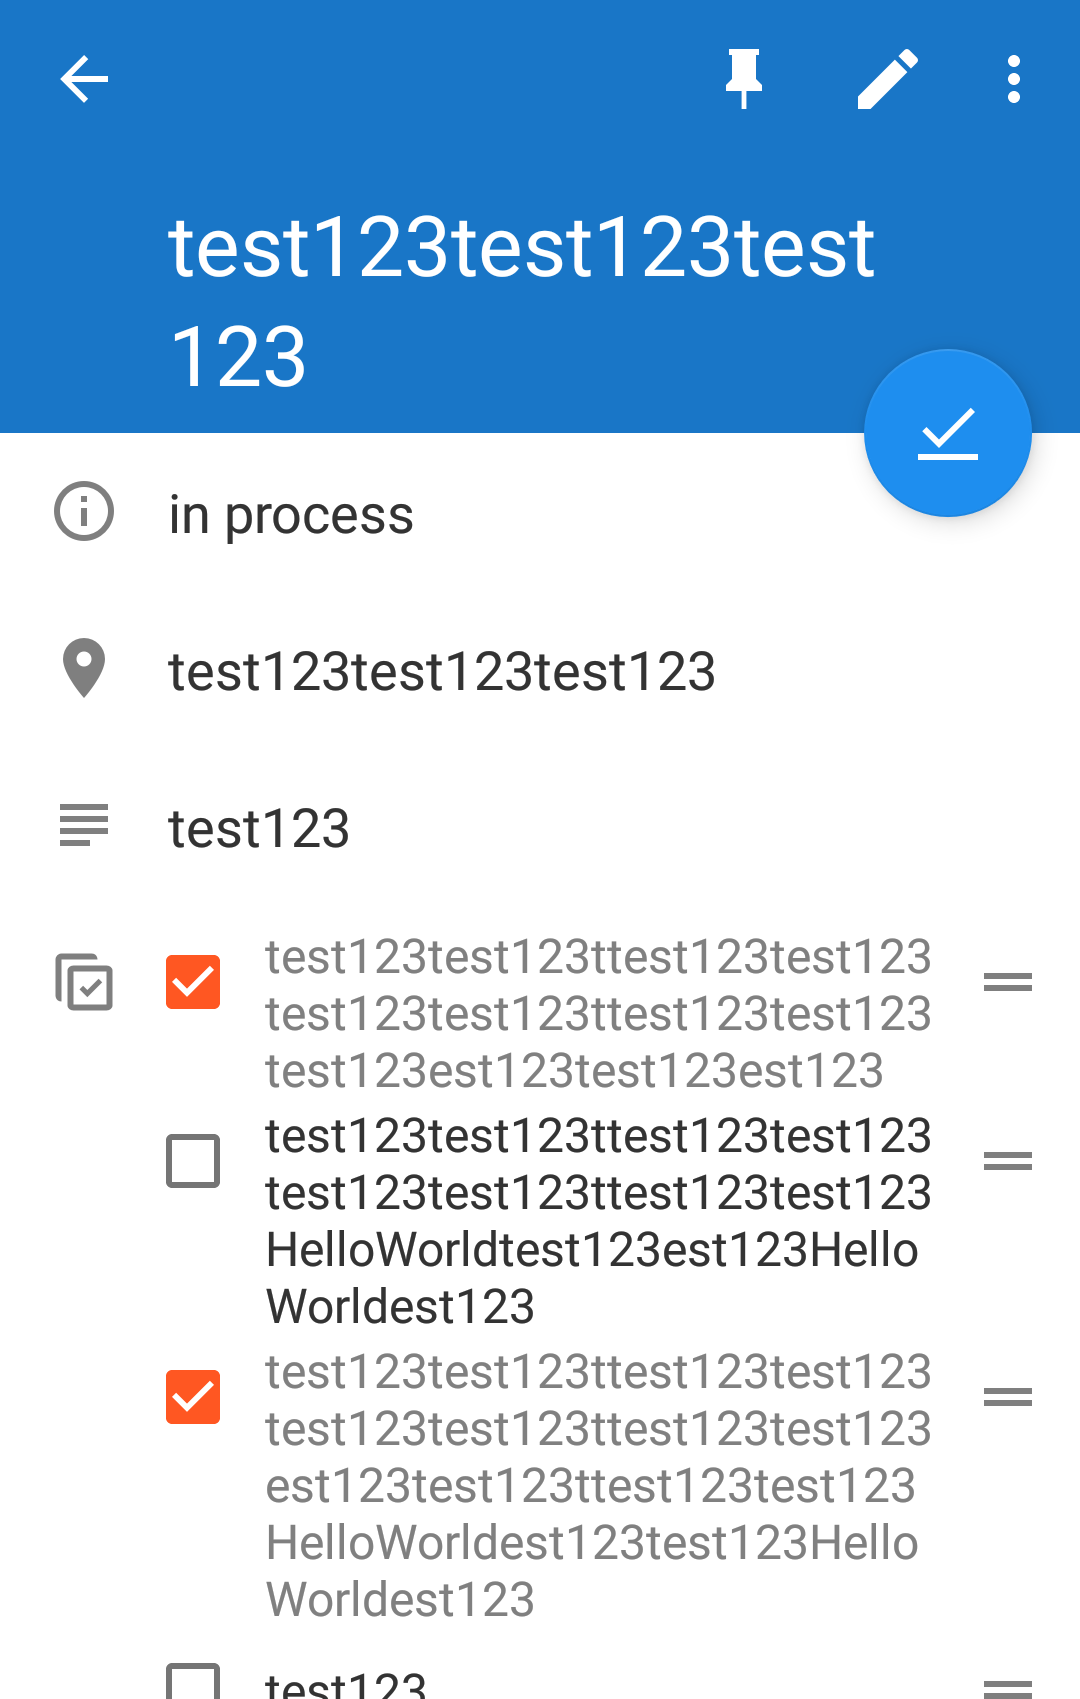 test123test123test
123
in process
test123test123test123
test123
test123test123ttest123test123
test123test123ttest123test123
test123est123test123est123
test123test123ttest123test123
test123test123ttest123test123
HelloWorldtest123est123Hello
Worldest123
test123test123ttest123test123
test123test123ttest123test123
est123test123ttest123test123
HelloWorldest123test123Hello
Worldest123
test123